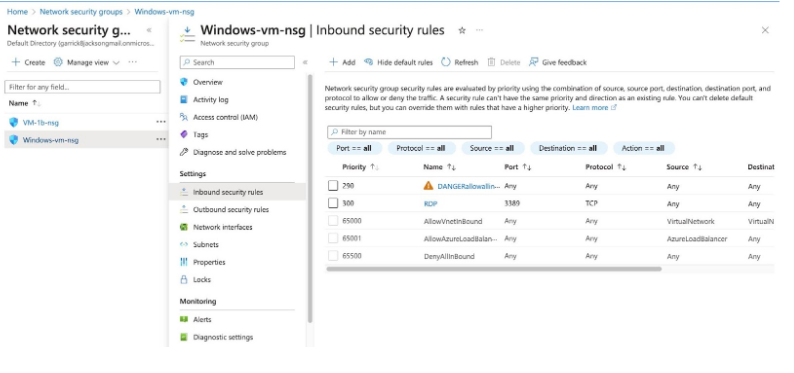 Home > Network security groups > Windows-vm-nsg
Network security g... «
Default Directory (garrickljacksongmail.onmicros...
+ Create Manage view ...
Filter for any field...
Name ↑
VM-Tb-nsg ...
Windows-vm-nsg ...
Windows-vm-nsg | Inbound security rules ☆ ...
Network security group
Search «
Overview
Activity log
Access control (IAM)
Tags
Diagnose and solve problems
Settings
Inbound security rules
Outbound security rules
Network interfaces
Subnets
Properties
Locks
Monitoring
Alerts
Diagnostic settings
+ Add Hide default rules Refresh Delete Give feedback
Network security group security rules are evaluated by priority using the combination of source, source port, destination, destination port, and
protocol to allow or deny the traffic. A security rule can't have the same priority and direction as an existing rule. You can't delete default
security rules, but you can override them with rules that have a higher priority. Learn more
Filter by name
Port == all Protocol == all Source == all Destination == all Action == all
Priority ↑ Name ↑↓ Port ↑↓ Protocol ↑↓ Source ↑↓ Destinat
290 DANGERallowallin... Any Any Any Any
300 RDP 3389 TCP Any Any
65000 AllowVnetInBound Any Any VirtualNetwork VirtualN
65001 AllowAzureLoadBalan... Any Any AzureLoadBalancer Any
65500 DenyAllInBound Any Any Any Any